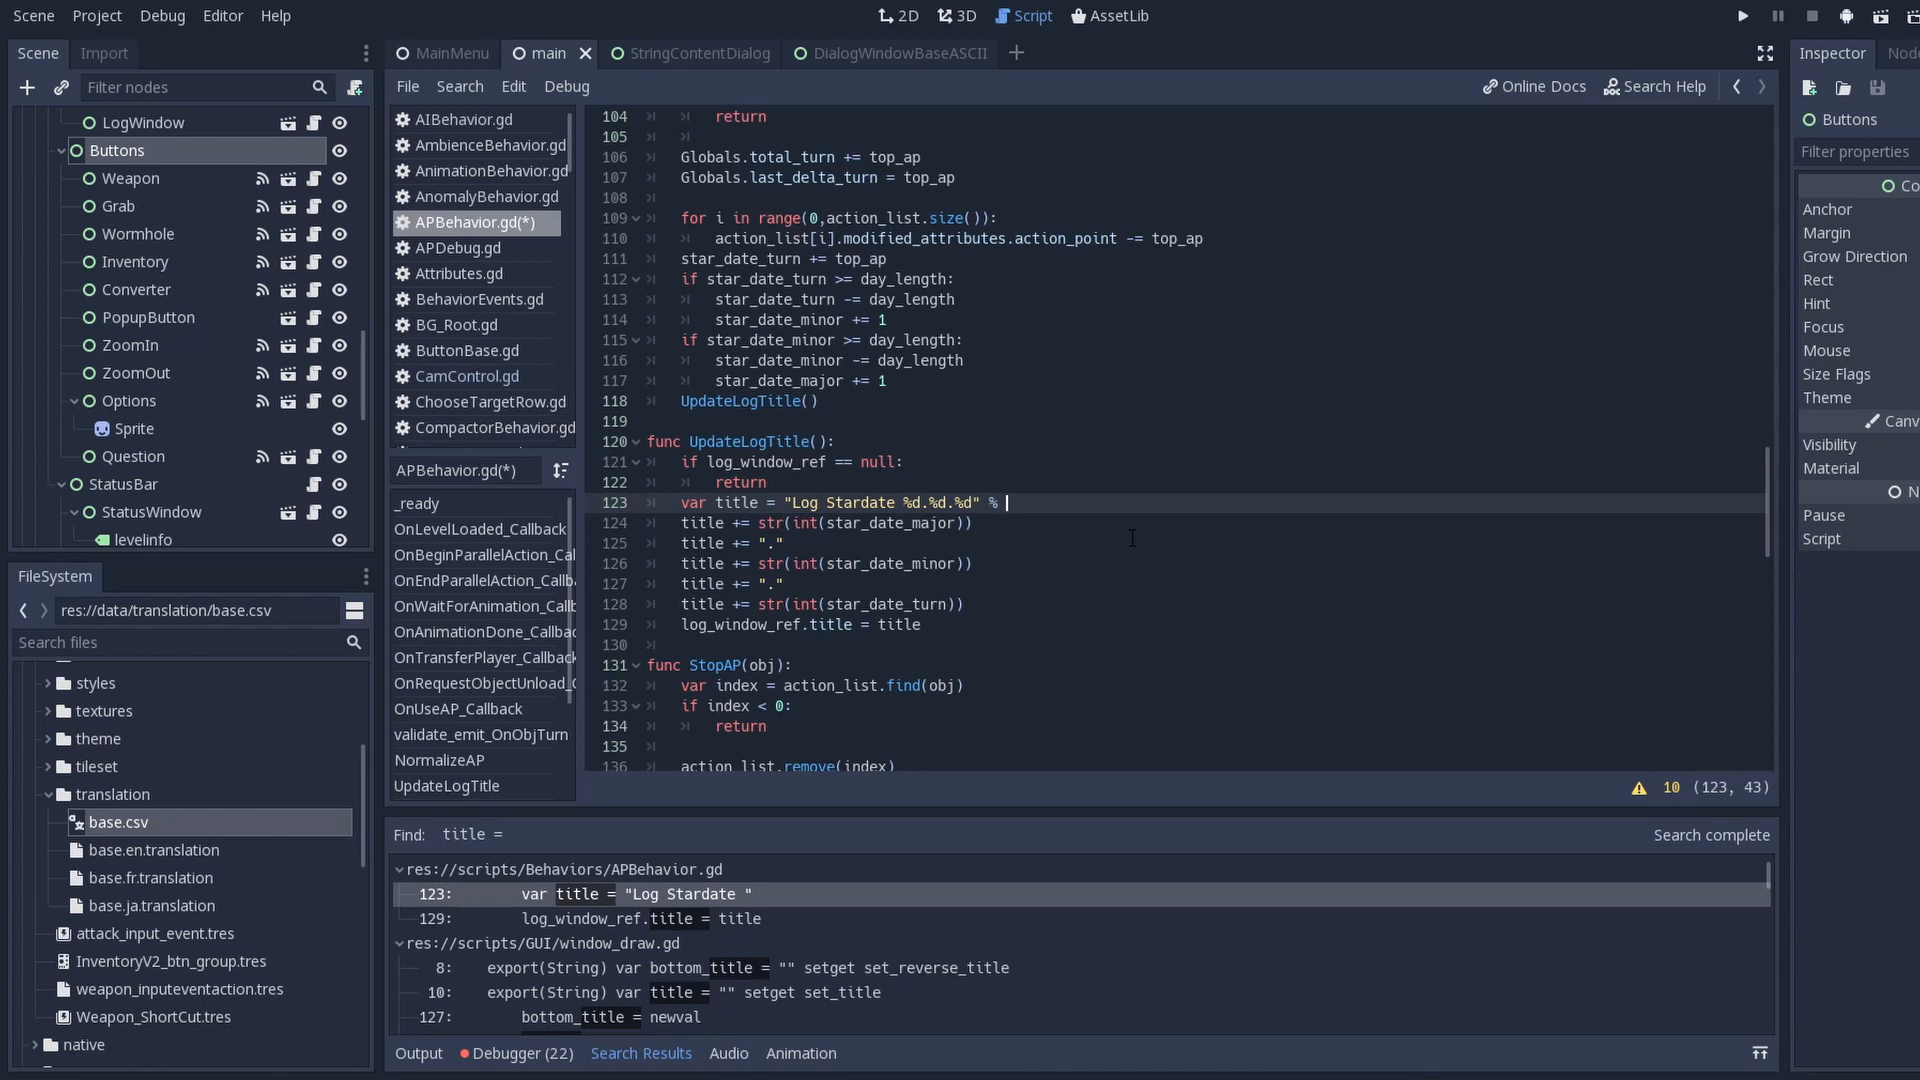 Scene Project Debug Editor Help
2D 3D Script AssetLib
Scene Import
Filter nodes
LogWindow
Buttons
Weapon
Grab
Wormhole
Inventory
Converter
PopupButton
ZoomIn
ZoomOut
Options
Sprite
Question
StatusBar
StatusWindow
levelinfo
FileSystem
res://data/translation/base.csv
Search files
styles
textures
theme
tileset
translation
base.csv
base.en.translation
base.fr.translation
base.ja.translation
attack_input_event.tres
InventoryV2_btn_group.tres
weapon_inputeventaction.tres
Weapon_ShortCut.tres
native
MainMenu main StringContentDialog DialogWindowBaseASCII
File Search Edit Debug
Online Docs Search Help
AIBehavior.gd
AmbienceBehavior.gd
AnimationBehavior.gd
AnomalyBehavior.gd
APBehavior.gd(*)
APDebug.gd
Attributes.gd
BehaviorEvents.gd
BG_Root.gd
ButtonBase.gd
CamControl.gd
ChooseTargetRow.gd
CompactorBehavior.gd
APBehavior.gd(*)
_ready
OnLevelLoaded_Callback
OnBeginParallelAction_Cal
OnEndParallelAction_Callb
OnWaitForAnimation_Callb
OnAnimationDone_Callbac
OnTransferPlayer_Callback
OnRequestObjectUnload_C
OnUseAP_Callback
validate_emit_OnObjTurn
NormalizeAP
UpdateLogTitle
104 return
105
106 Globals.total_turn += top_ap
107 Globals.last_delta_turn = top_ap
108
109 for i in range(0,action_list.size()):
110 action_list[i].modified_attributes.action_point -= top_ap
111 star_date_turn += top_ap
112 if star_date_turn >= day_length:
113 star_date_turn -= day_length
114 star_date_minor += 1
115 if star_date_minor >= day_length:
116 star_date_minor -= day_length
117 star_date_major += 1
118 UpdateLogTitle()
119
120 func UpdateLogTitle():
121 if log_window_ref == null:
122 return
123 var title = "Log Stardate %d.%d.%d" %
124 title += str(int(star_date_major))
125 title += "."
126 title += str(int(star_date_minor))
127 title += "."
128 title += str(int(star_date_turn))
129 log_window_ref.title = title
130
131 func StopAP(obj):
132 var index = action_list.find(obj)
133 if index < 0:
134 return
135
136 action_list.remove(index)
10 (123, 43)
Find: title = Search complete
res://scripts/Behaviors/APBehavior.gd
123: var title = "Log Stardate "
129: log_window_ref.title = title
res://scripts/GUI/window_draw.gd
8: export(String) var bottom_title = "" setget set_reverse_title
10: export(String) var title = "" setget set_title
127: bottom_title = newval
Output Debugger (22) Search Results Audio Animation
Inspector Node
Buttons
Filter properties
Co
Anchor
Margin
Grow Direction
Rect
Hint
Focus
Mouse
Size Flags
Theme
Canv
Visibility
Material
N
Pause
Script